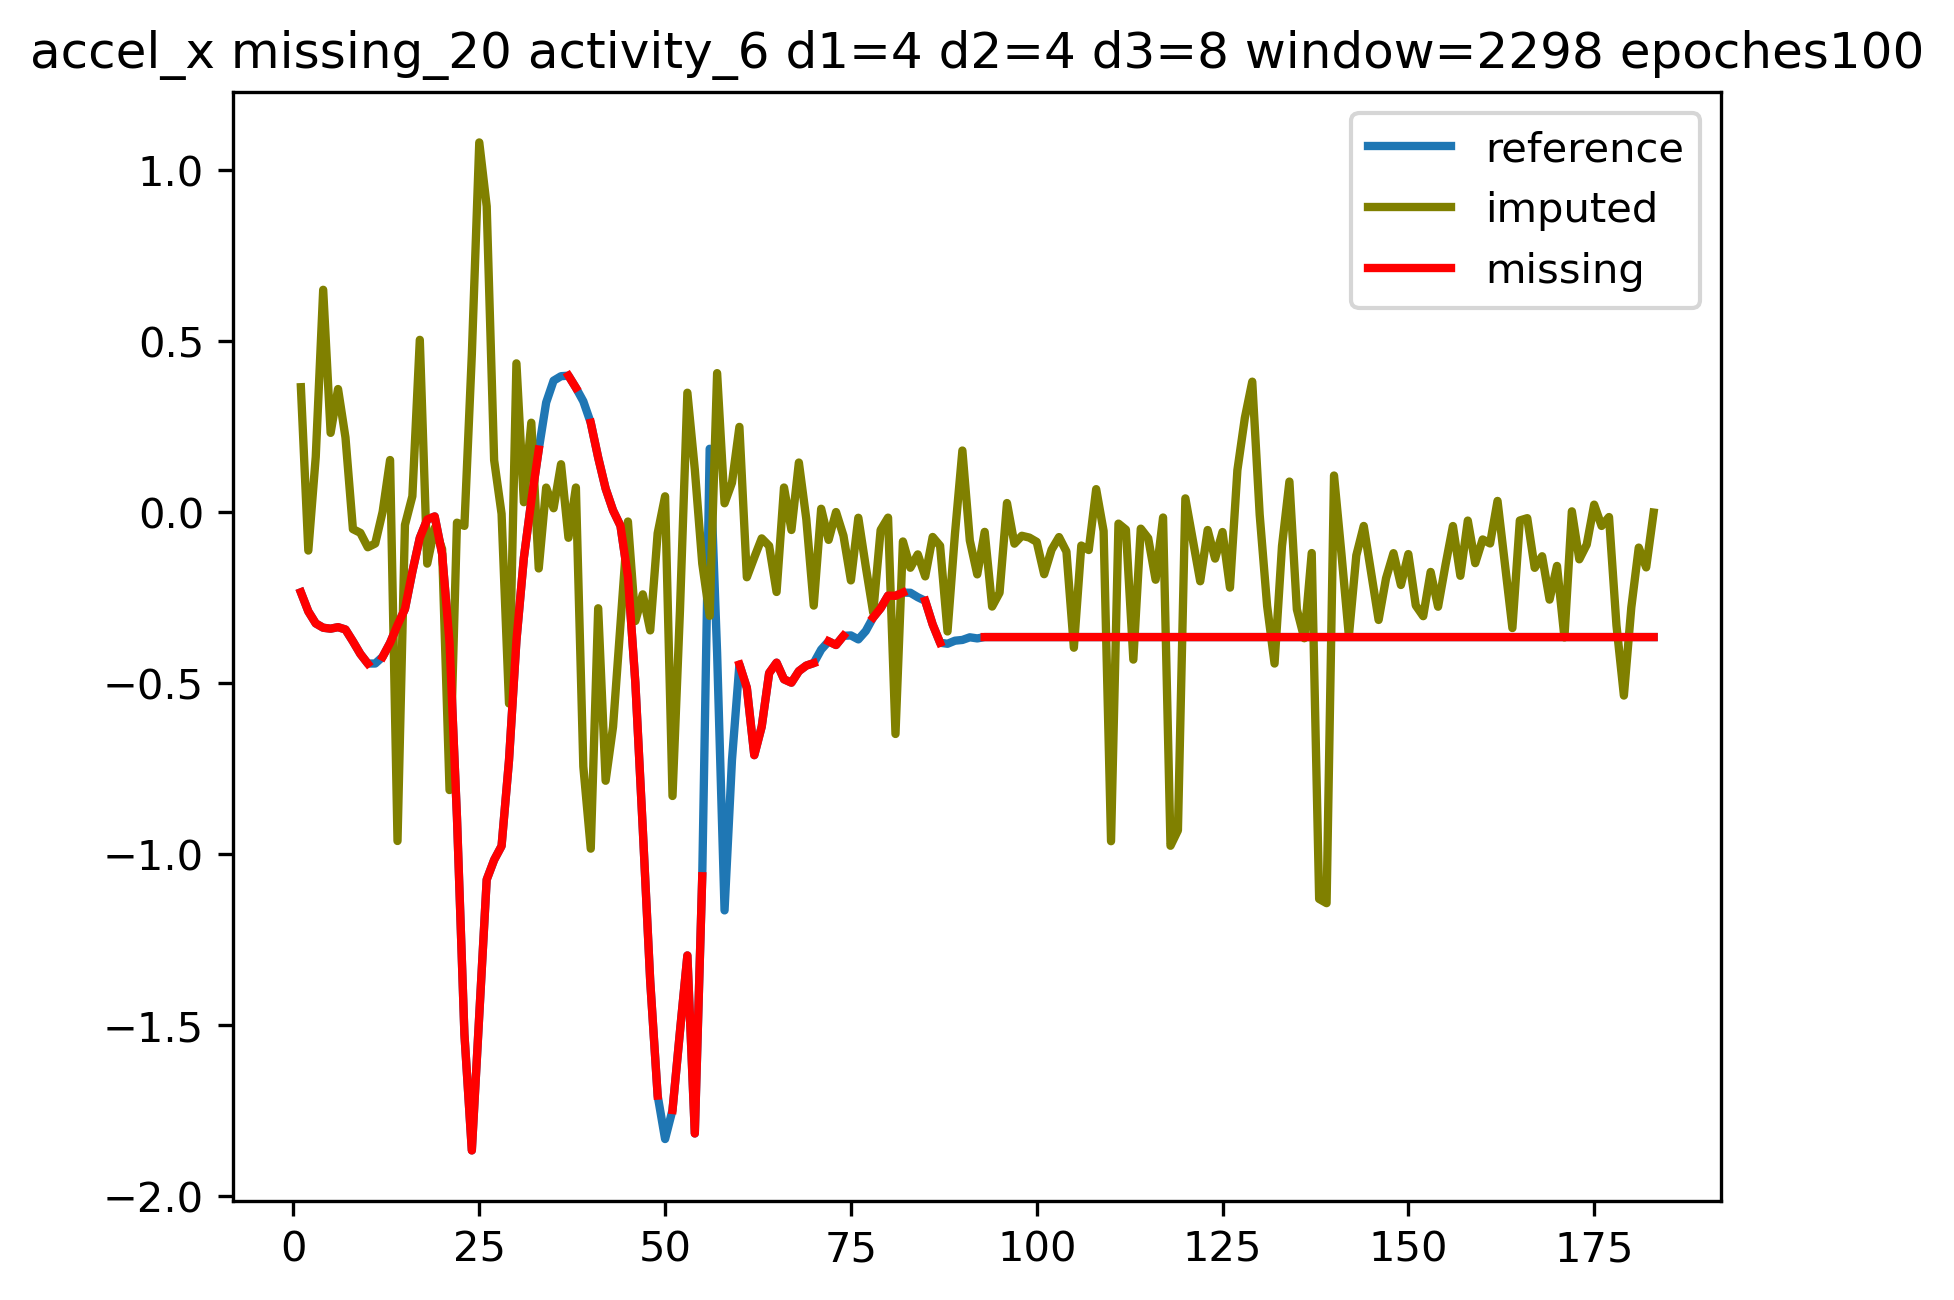 accel_x missing_20 activity_6 d1=4 d2=4 d3=8 window=2298 epoches100
reference
imputed
missing
1.0
0.5
0.0
−0.5
−1.0
−1.5
−2.0
0 25 50 75 100 125 150 175